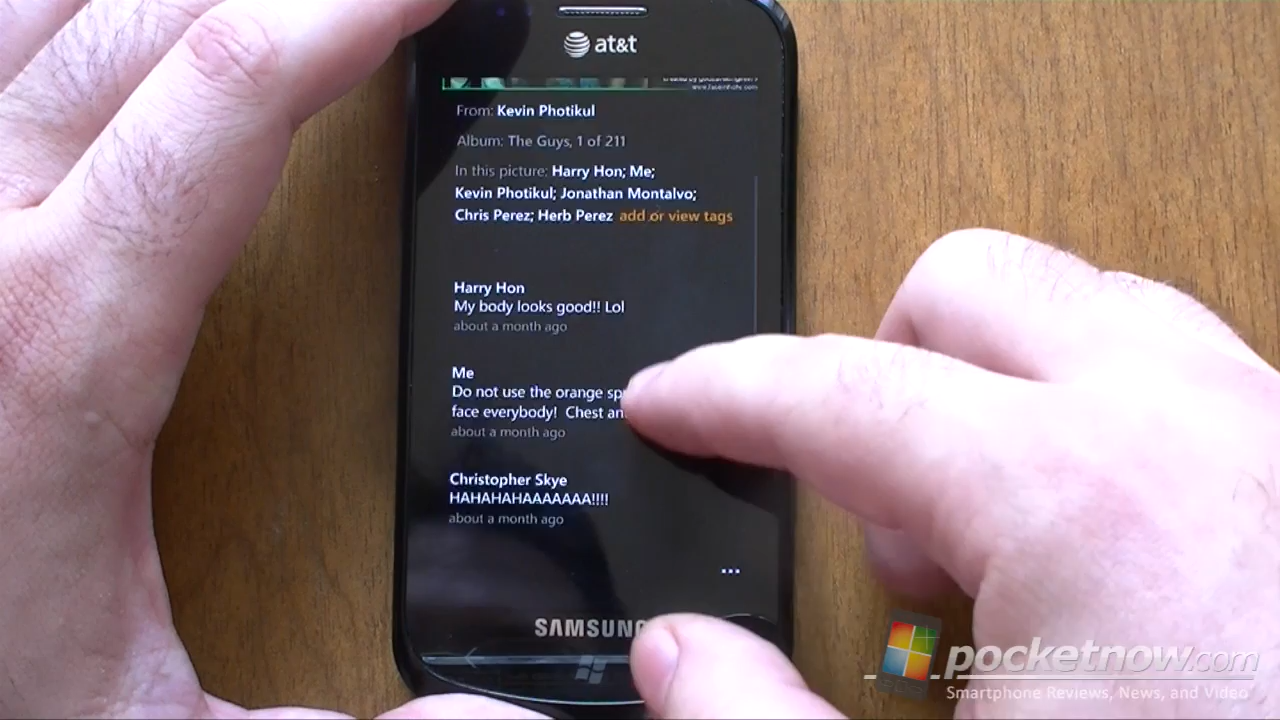 at&t
www.faceinhole.com
From: Kevin Photikul
Album: The Guys, 1 of 211
In this picture: Harry Hon; Me;
Kevin Photikul; Jonathan Montalvo;
Chris Perez; Herb Perez add or view tags
Harry Hon
My body looks good!! Lol
about a month ago
Me
Do not use the orange
face everybody! Chest
about a month ago
Christopher Skye
HAHAHAHAAAAAAA!!!!
about a month ago
...
SAMSUNG
pocketnow.com
Smartphone Reviews, News, and Video